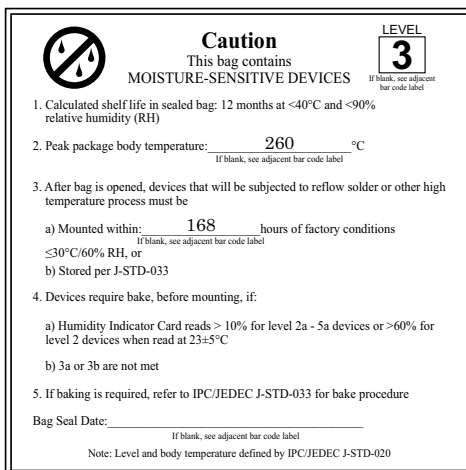 Caution
This bag contains
MOISTURE-SENSITIVE DEVICES
LEVEL
3
If blank, see adjacent
bar code label
1. Calculated shelf life in sealed bag: 12 months at <40°C and <90%
relative humidity (RH)
2. Peak package body temperature: 260 °C
If blank, see adjacent bar code label
3. After bag is opened, devices that will be subjected to reflow solder or other high
temperature process must be
a) Mounted within: 168 hours of factory conditions
If blank, see adjacent bar code label
≤30°C/60% RH, or
b) Stored per J-STD-033
4. Devices require bake, before mounting, if:
a) Humidity Indicator Card reads > 10% for level 2a - 5a devices or >60% for
level 2 devices when read at 23±5°C
b) 3a or 3b are not met
5. If baking is required, refer to IPC/JEDEC J-STD-033 for bake procedure
Bag Seal Date:
If blank, see adjacent bar code label
Note: Level and body temperature defined by IPC/JEDEC J-STD-020